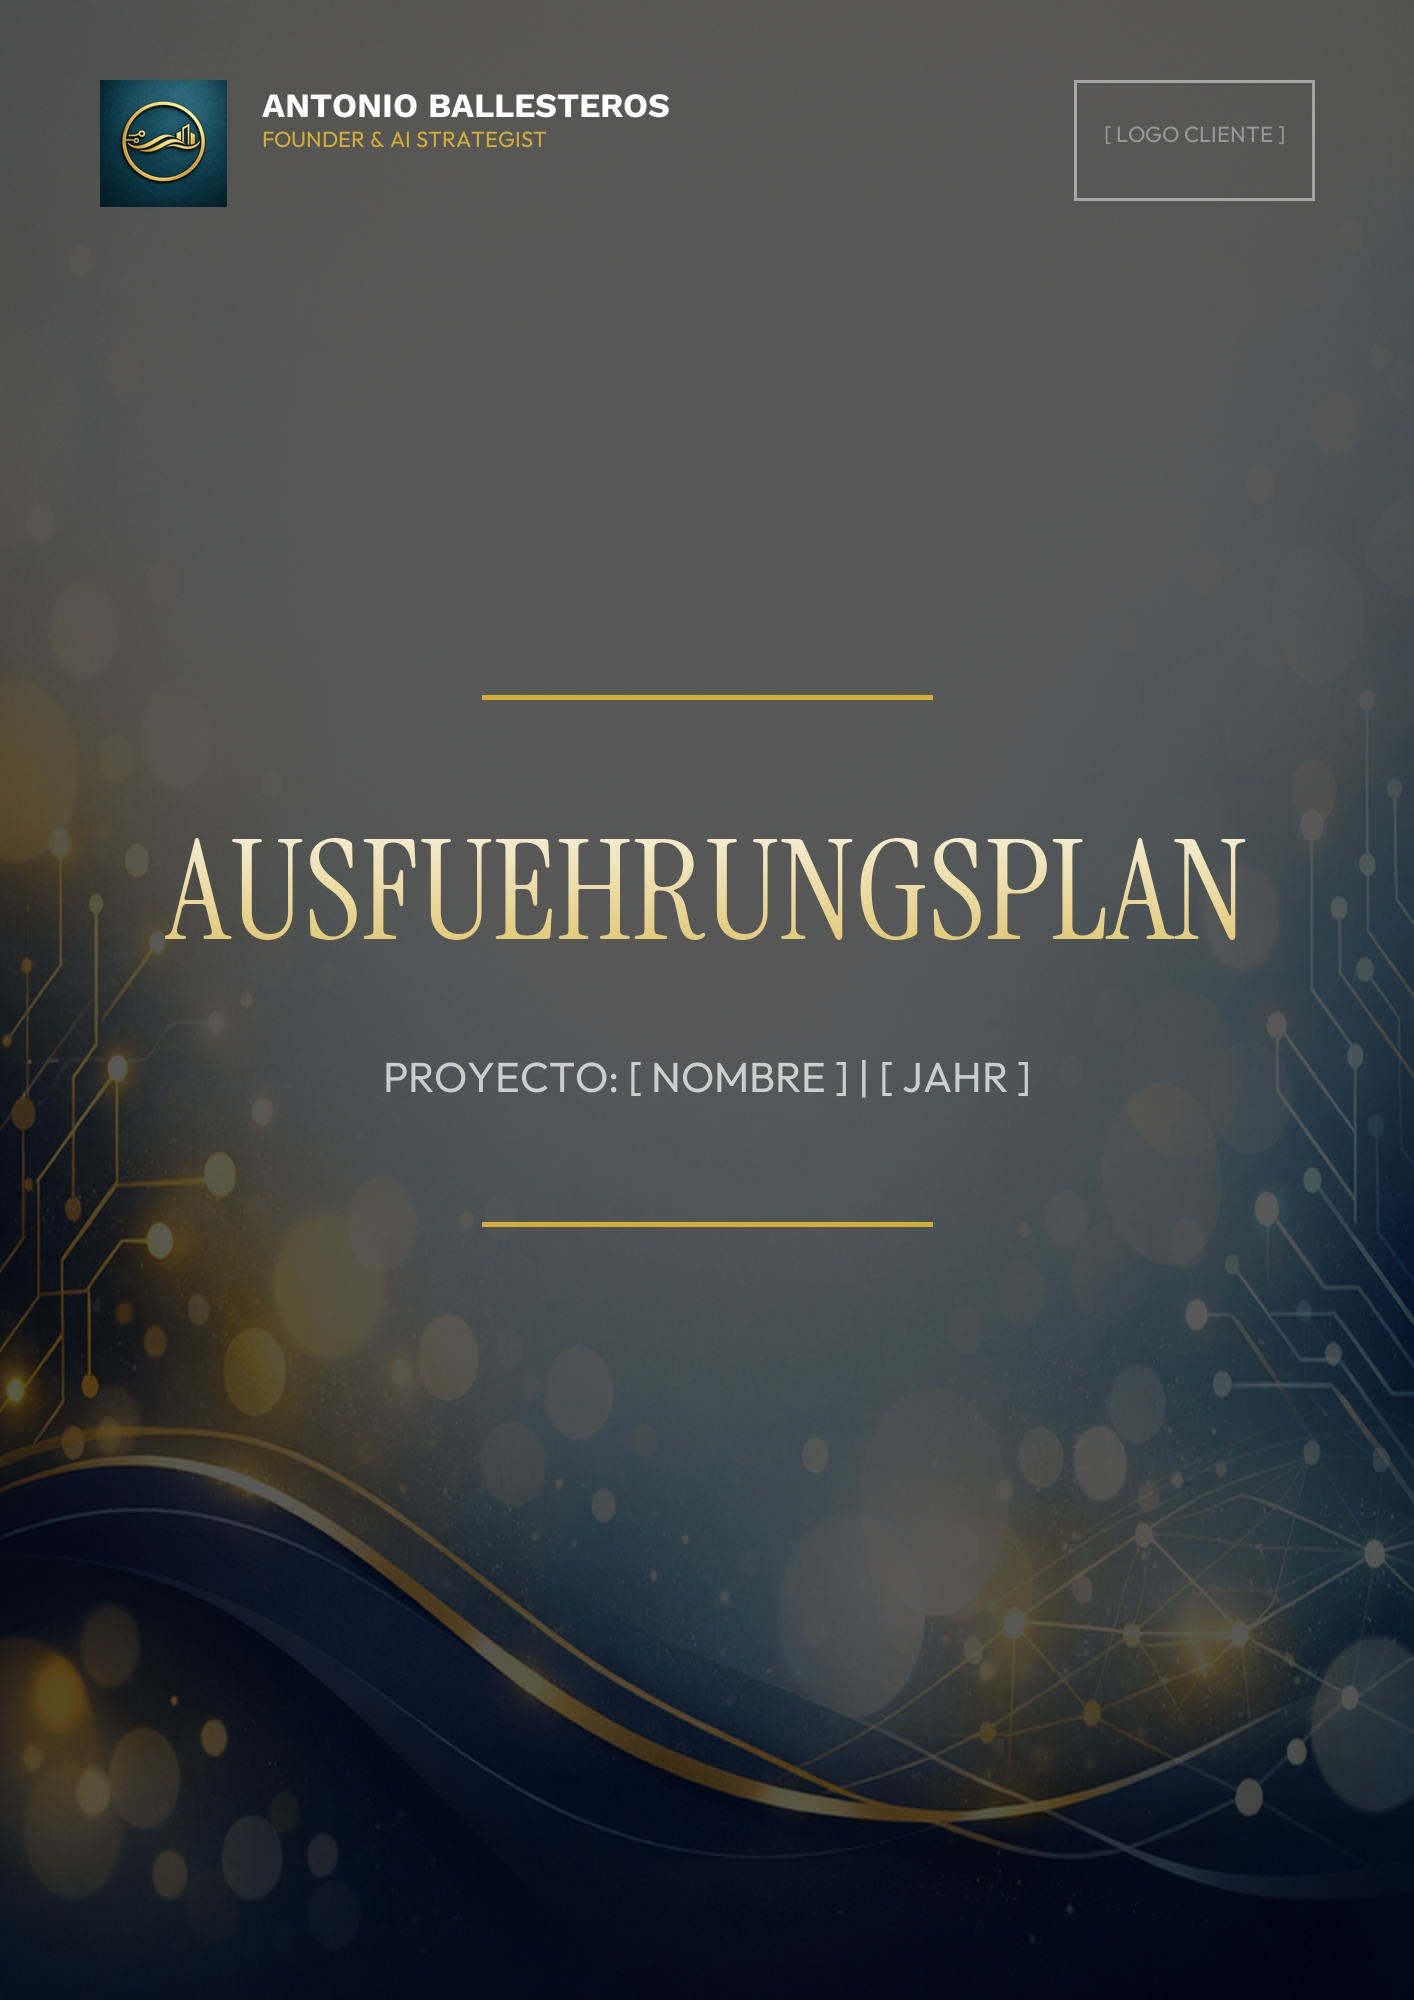 ANTONIO BALLESTEROS
FOUNDER & AI STRATEGIST
[ LOGO CLIENTE ]
AUSFUEHRUNGSPLAN
PROYECTO: [ NOMBRE ] | [ JAHR ]